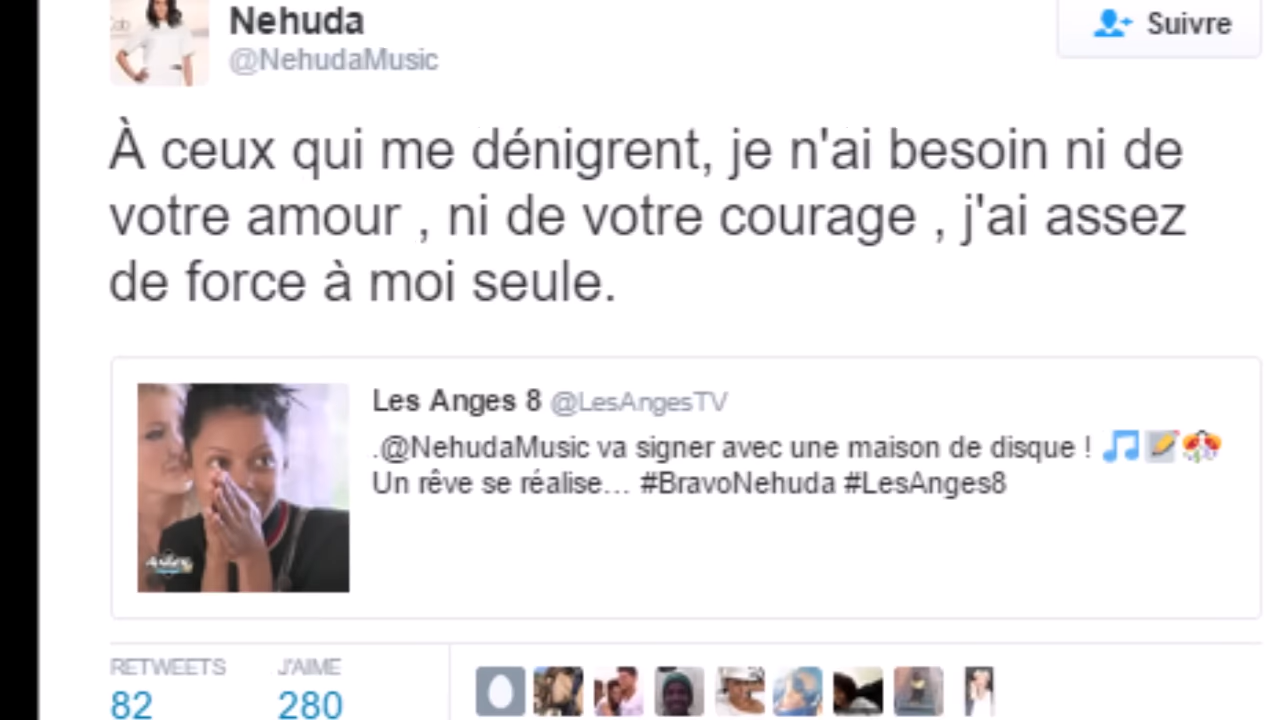 Nehuda
@NehudaMusic
Suivre
À ceux qui me dénigrent, je n'ai besoin ni de
votre amour , ni de votre courage , j'ai assez
de force à moi seule.
Les Anges 8 @LesAngesTV
.@NehudaMusic va signer avec une maison de disque ! 🎵📝🎊
Un rêve se réalise... #BravoNehuda #LesAnges8
RETWEETS J'AIME
82 280